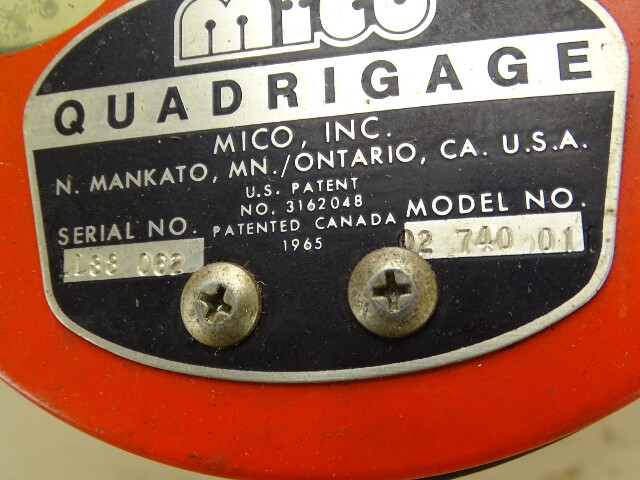 mico
QUADRIGAGE
MICO, INC.
N. MANKATO, MN./ONTARIO, CA. U.S.A.
U.S. PATENT
NO. 3162048
PATENTED CANADA
1965
SERIAL NO.
MODEL NO.
02 740 011